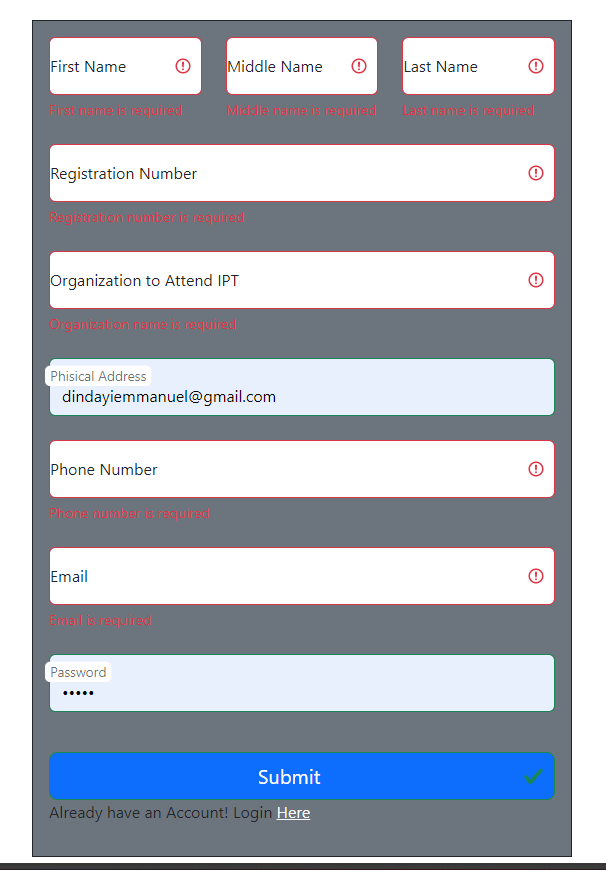 First Name Middle Name Last Name
First name is required Middle name is required Last name is required
Registration Number
Registration number is required
Organization to Attend IPT
Organization name is required
Phisical Address
dindayiemmanuel@gmail.com
Phone Number
Phone number is required
Email
Email is required
Password
•••••
Submit
Already have an Account! Login Here